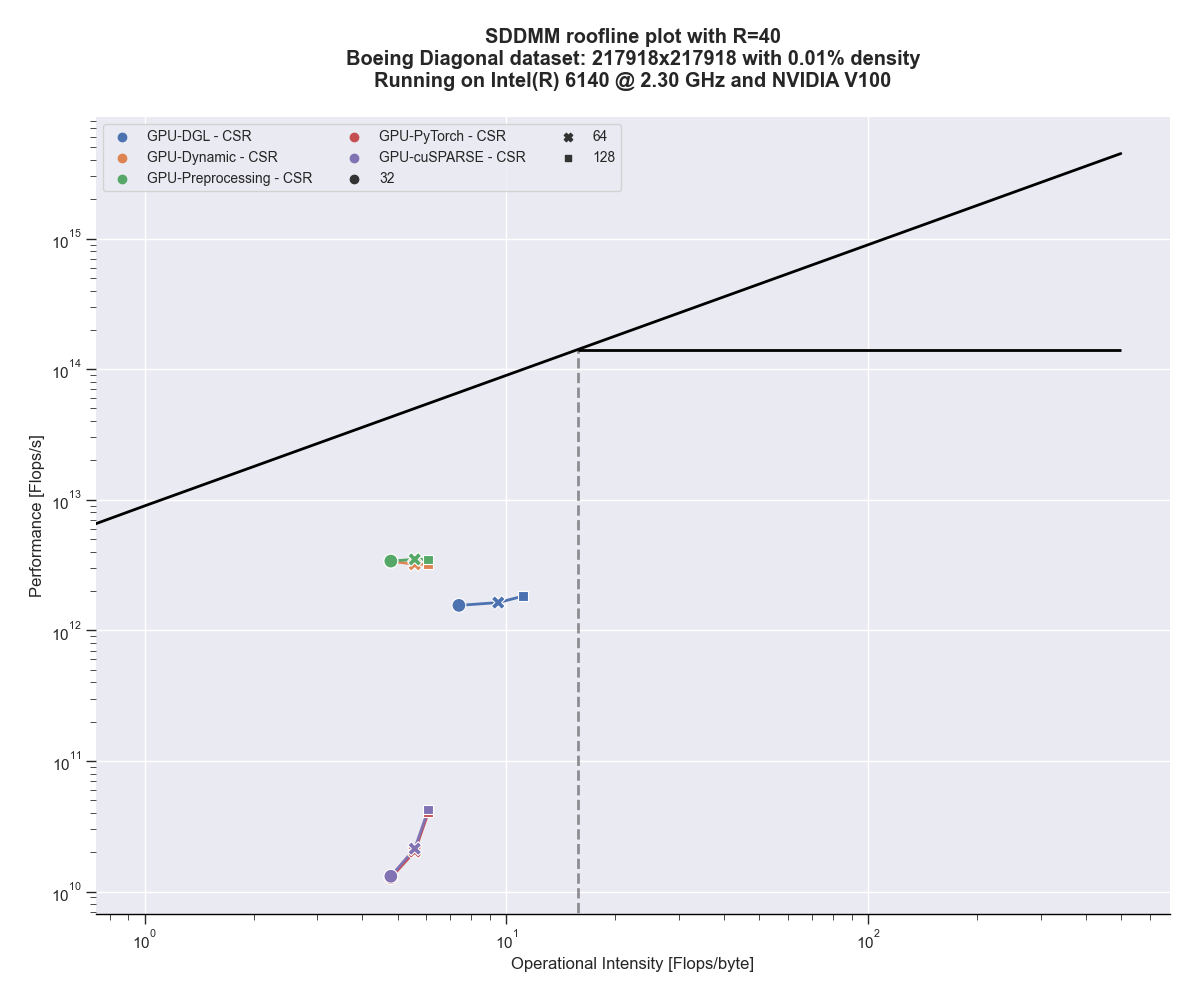 SDDMM roofline plot with R=40
Boeing Diagonal dataset: 217918x217918 with 0.01% density
Running on Intel(R) 6140 @ 2.30 GHz and NVIDIA V100
GPU-DGL - CSR
GPU-Dynamic - CSR
GPU-Preprocessing - CSR
GPU-PyTorch - CSR
GPU-cuSPARSE - CSR
32
64
128
Performance [Flops/s]
10^15
10^14
10^13
10^12
10^11
10^10
10^0
10^1
10^2
Operational Intensity [Flops/byte]